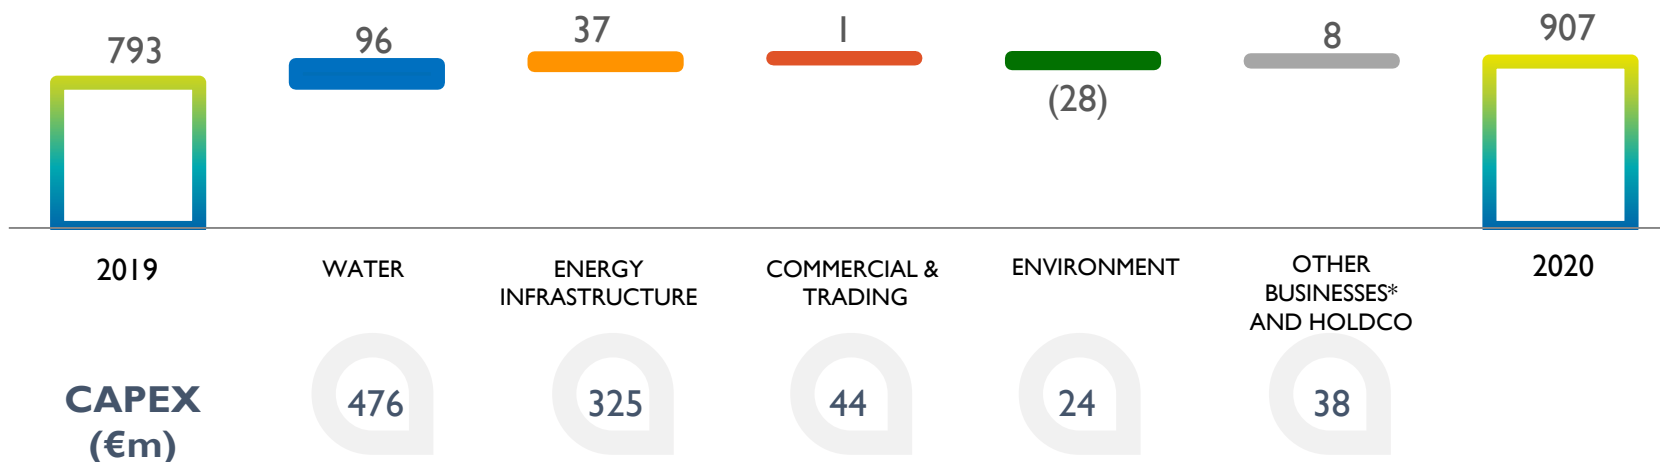 793
96
37
1
(28)
8
907
2019
WATER
ENERGY
INFRASTRUCTURE
COMMERCIAL &
TRADING
ENVIRONMENT
OTHER
BUSINESSES*
AND HOLDCO
2020
CAPEX
(€m)
476
325
44
24
38